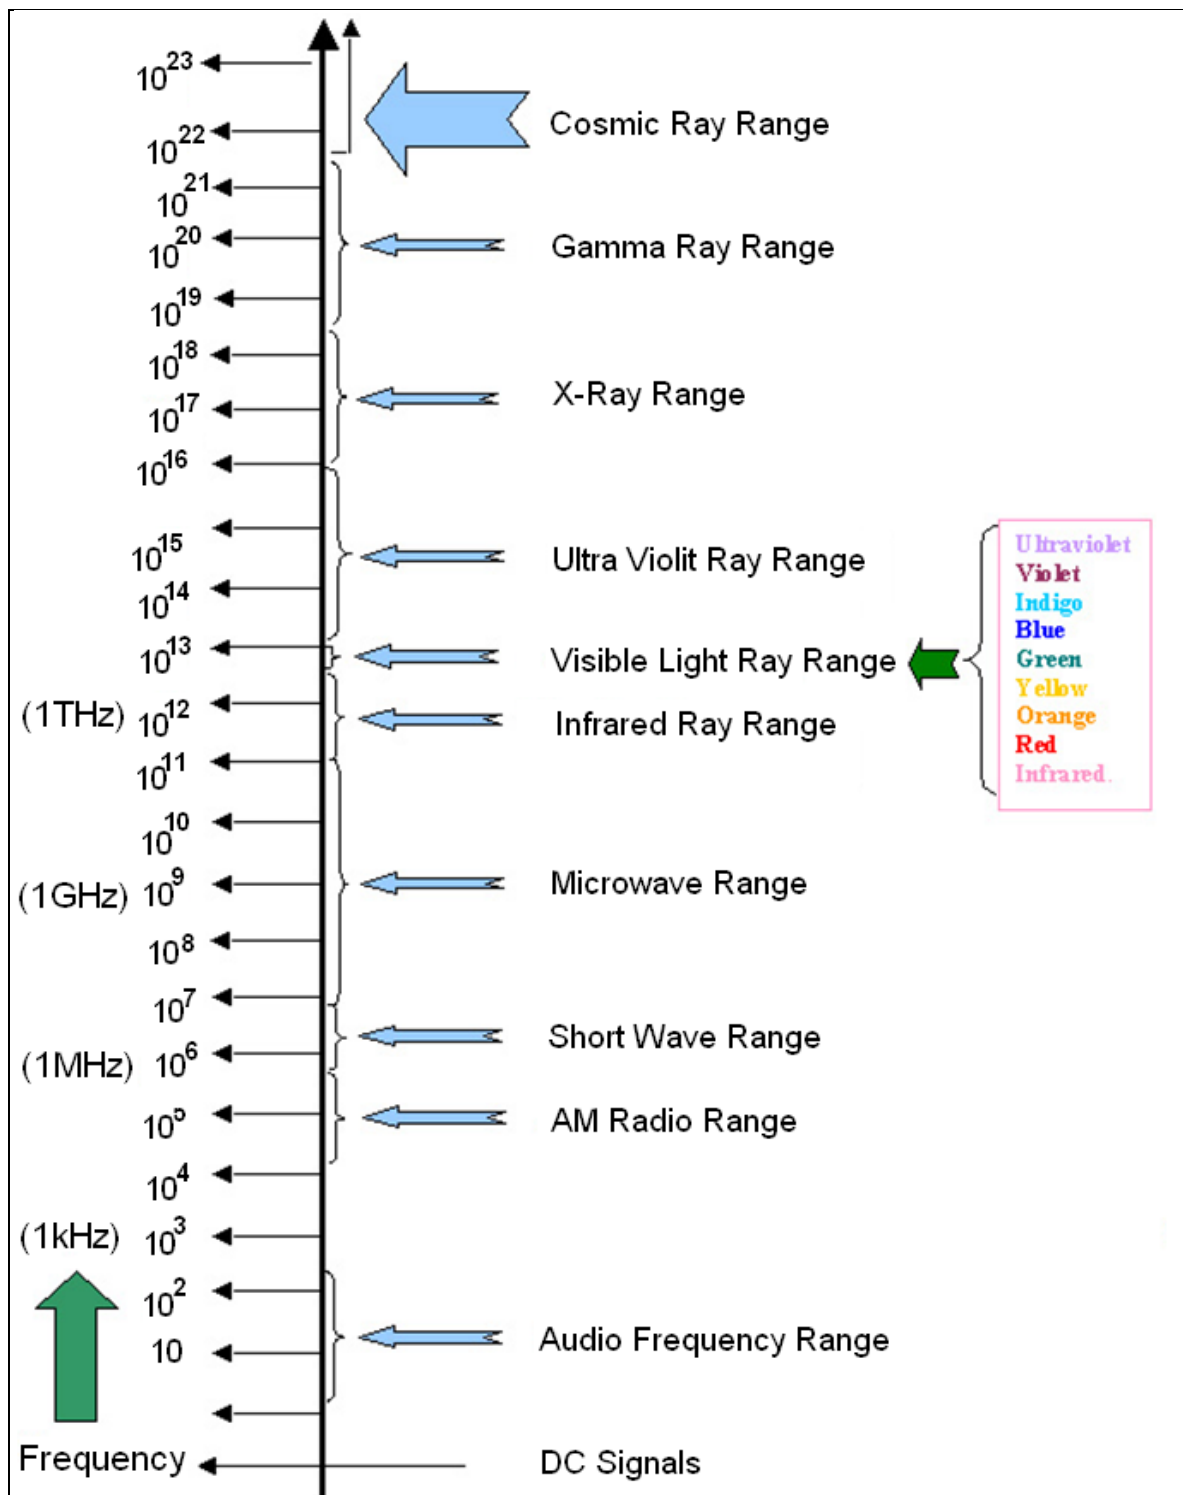 10^23
Cosmic Ray Range
10^22
10^21
10^20
Gamma Ray Range
10^19
10^18
X-Ray Range
10^17
10^16
10^15
Ultra Violit Ray Range
10^14
10^13
Visible Light Ray Range
Ultraviolet
Violet
Indigo
Blue
Green
Yellow
Orange
Red
Infrared.
(1THz) 10^12
Infrared Ray Range
10^11
10^10
(1GHz) 10^9
Microwave Range
10^8
10^7
Short Wave Range
(1MHz) 10^6
10^5
AM Radio Range
10^4
(1kHz) 10^3
10^2
10
Audio Frequency Range
Frequency
DC Signals